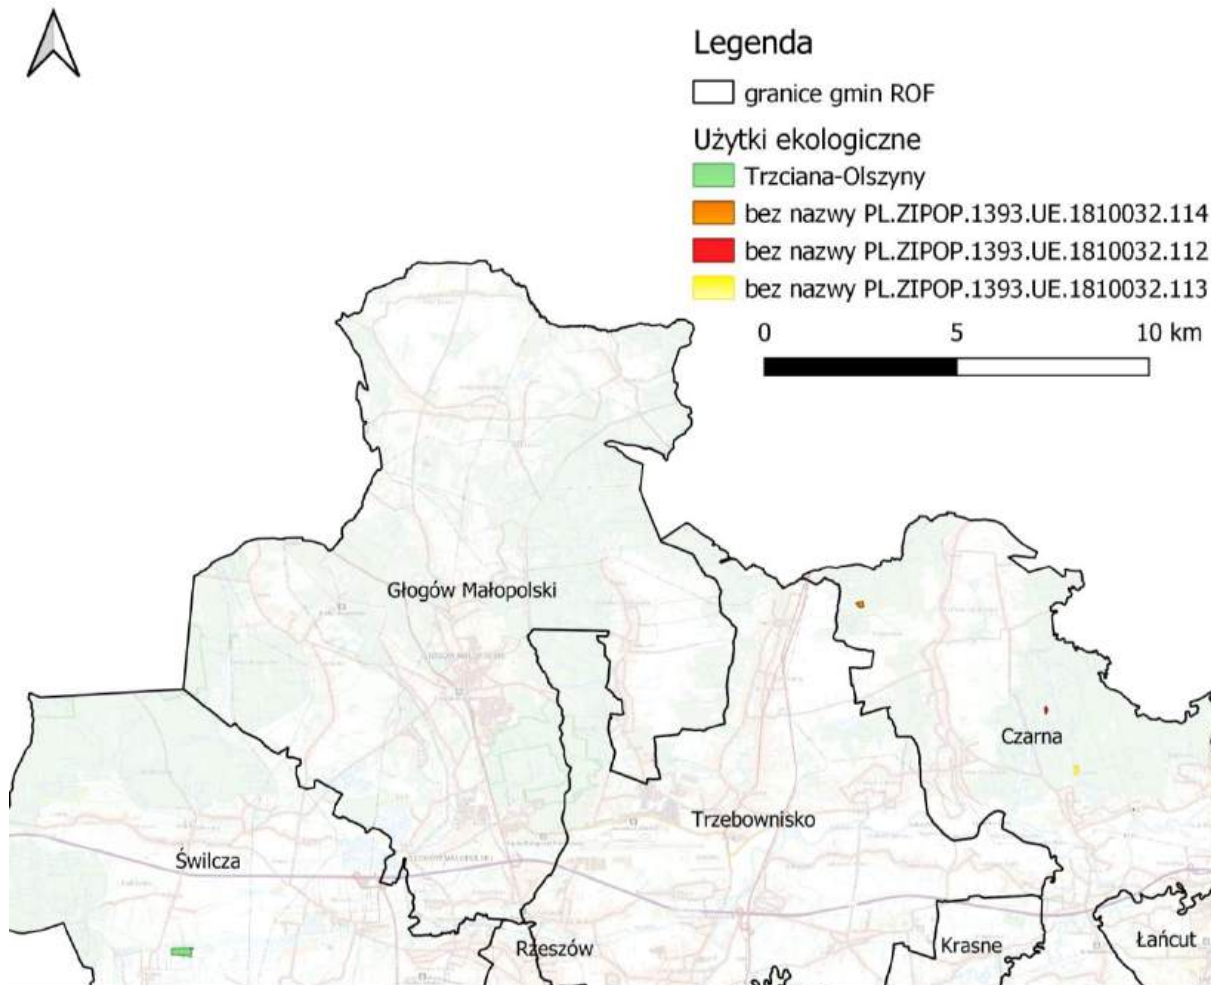 Legenda
granice gmin ROF
Użytki ekologiczne
Trzciana-Olszyny
bez nazwy PL.ZIPOP.1393.UE.1810032.114
bez nazwy PL.ZIPOP.1393.UE.1810032.112
bez nazwy PL.ZIPOP.1393.UE.1810032.113
0 5 10 km
Głogów Małopolski
Czarna
Trzebownisko
Świlcza
Rzeszów
Krasne
Łańcut